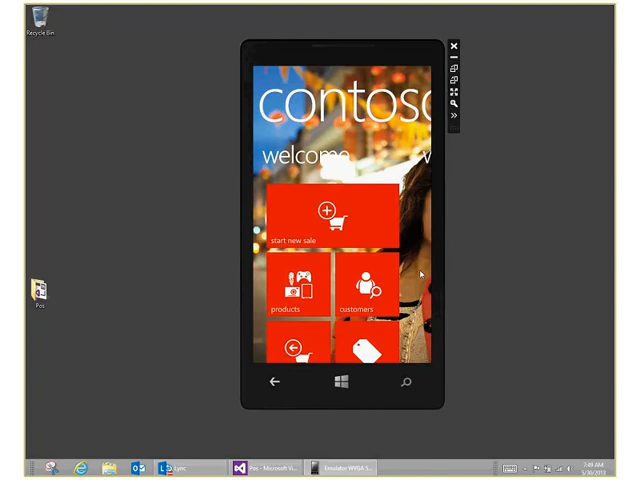 Recycle Bin
contoso
welcome
start new sale
products
customers
Pos
Lync
Pos - Microsoft Vi...
Emulator WVGA 5...
7:49 AM
5/30/2013